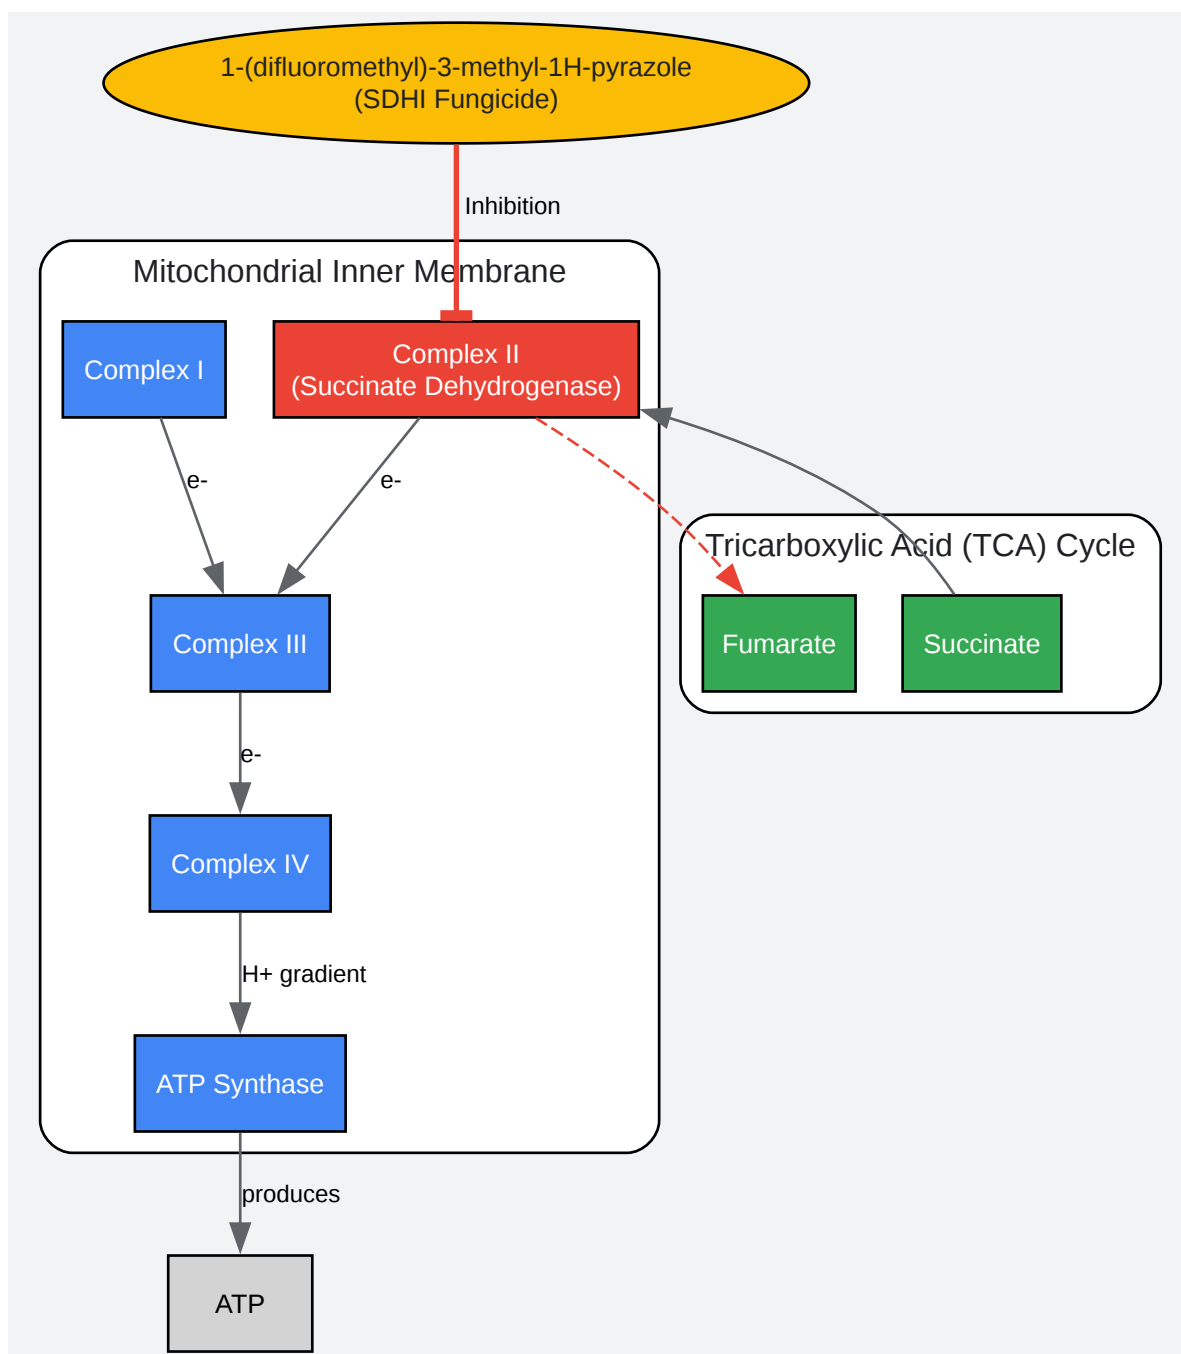 1-(difluoromethyl)-3-methyl-1H-pyrazole
(SDHI Fungicide)
Inhibition
Mitochondrial Inner Membrane
Complex I
Complex II
(Succinate Dehydrogenase)
e-
e-
Tricarboxylic Acid (TCA) Cycle
Complex III
Fumarate
Succinate
e-
Complex IV
H+ gradient
ATP Synthase
produces
ATP